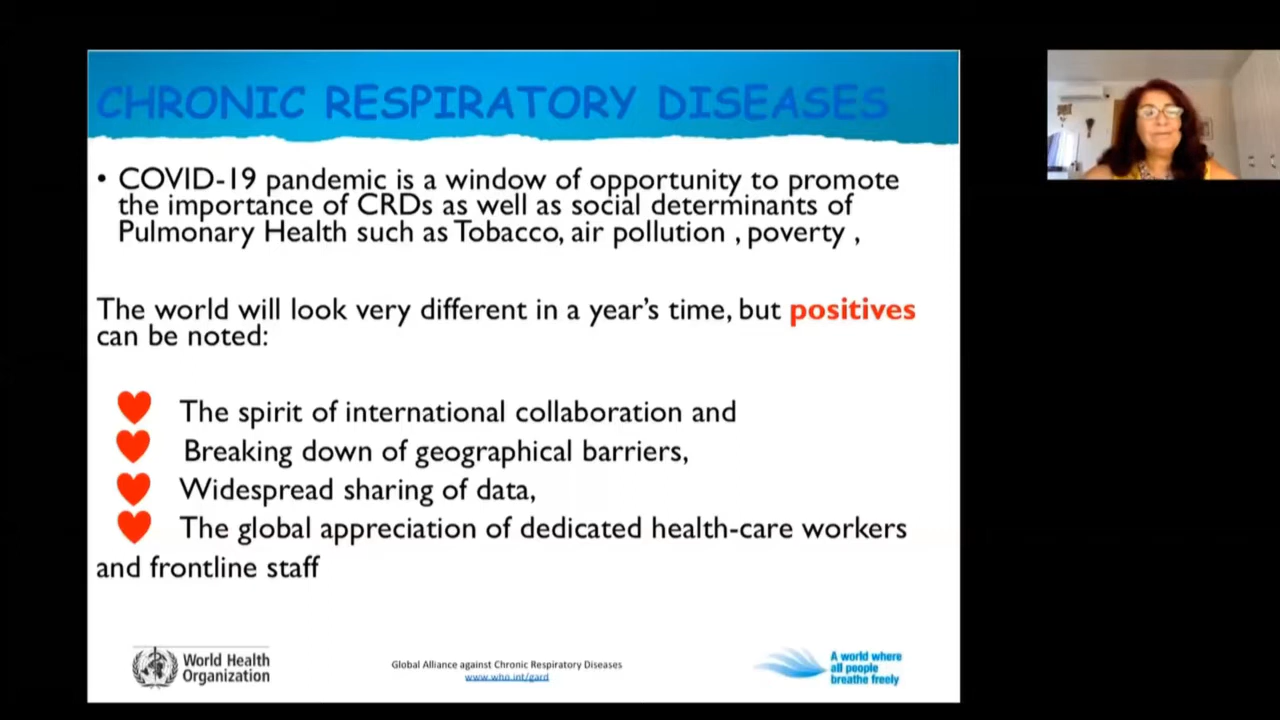 CHRONIC RESPIRATORY DISEASES
• COVID-19 pandemic is a window of opportunity to promote
the importance of CRDs as well as social determinants of
Pulmonary Health such as Tobacco, air pollution , poverty ,
The world will look very different in a year’s time, but positives
can be noted:
The spirit of international collaboration and
Breaking down of geographical barriers,
Widespread sharing of data,
The global appreciation of dedicated health-care workers
and frontline staff
World Health
Organization
Global Alliance against Chronic Respiratory Diseases
www.who.int/gard
A world where
all people
breathe freely